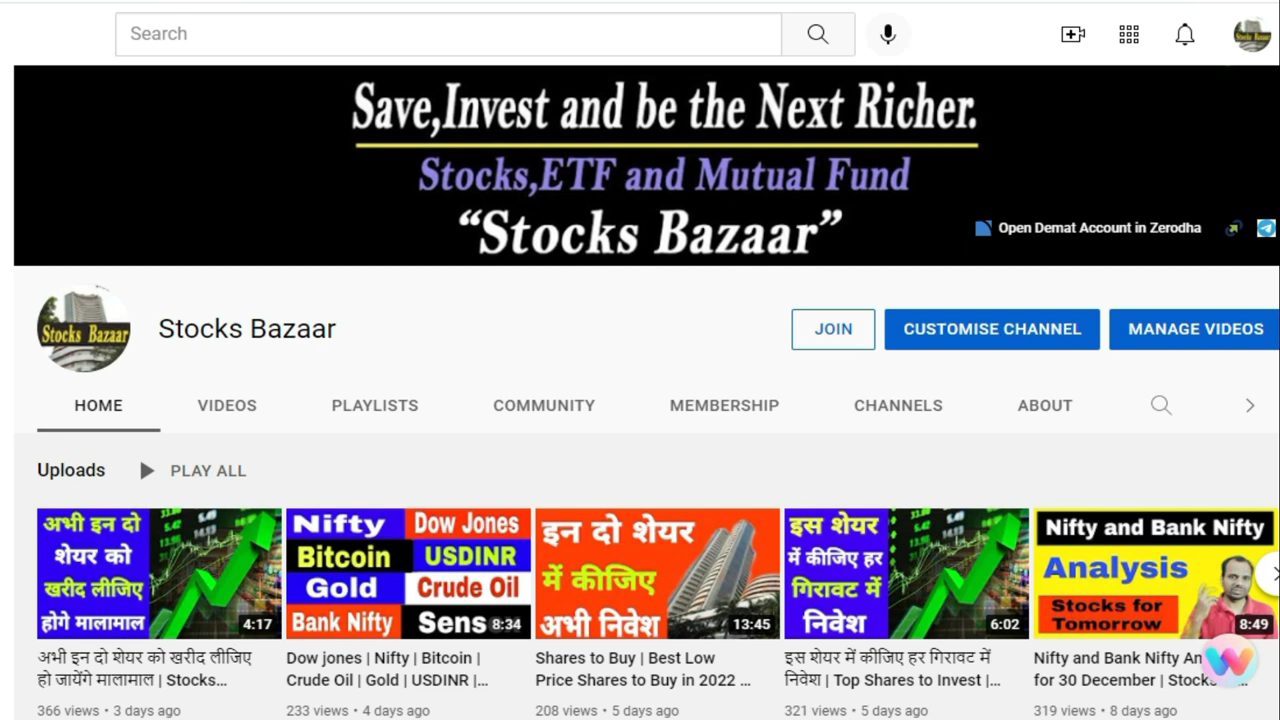 Search
Save,Invest and be the Next Richer.
Stocks,ETF and Mutual Fund
“Stocks Bazaar”
Open Demat Account in Zerodha
Stocks Bazaar
Stocks Bazaar
JOIN
CUSTOMISE CHANNEL
MANAGE VIDEOS
HOME
VIDEOS
PLAYLISTS
COMMUNITY
MEMBERSHIP
CHANNELS
ABOUT
Uploads
PLAY ALL
अभी इन दो
शेयर को
खरीद लीजिए
होगे मालामाल
4:17
अभी इन दो शेयर को खरीद लीजिए
हो जायेंगे मालामाल | Stocks...
366 views • 3 days ago
Nifty
Dow Jones
Bitcoin
USDINR
Gold
Crude Oil
Bank Nifty
Sens
8:34
Dow jones | Nifty | Bitcoin |
Crude Oil | Gold | USDINR |...
233 views • 4 days ago
इन दो शेयर
में कीजिए
अभी निवेश
13:45
Shares to Buy | Best Low
Price Shares to Buy in 2022 ...
208 views • 5 days ago
इस शेयर
में कीजिए हर
गिरावट में
निवेश
6:02
इस शेयर में कीजिए हर गिरावट में
निवेश | Top Shares to Invest |...
321 views • 5 days ago
Nifty and Bank Nifty
Analysis
Stocks for
Tomorrow
8:49
Nifty and Bank Nifty An
for 30 December | Stocks
319 views • 8 days ago